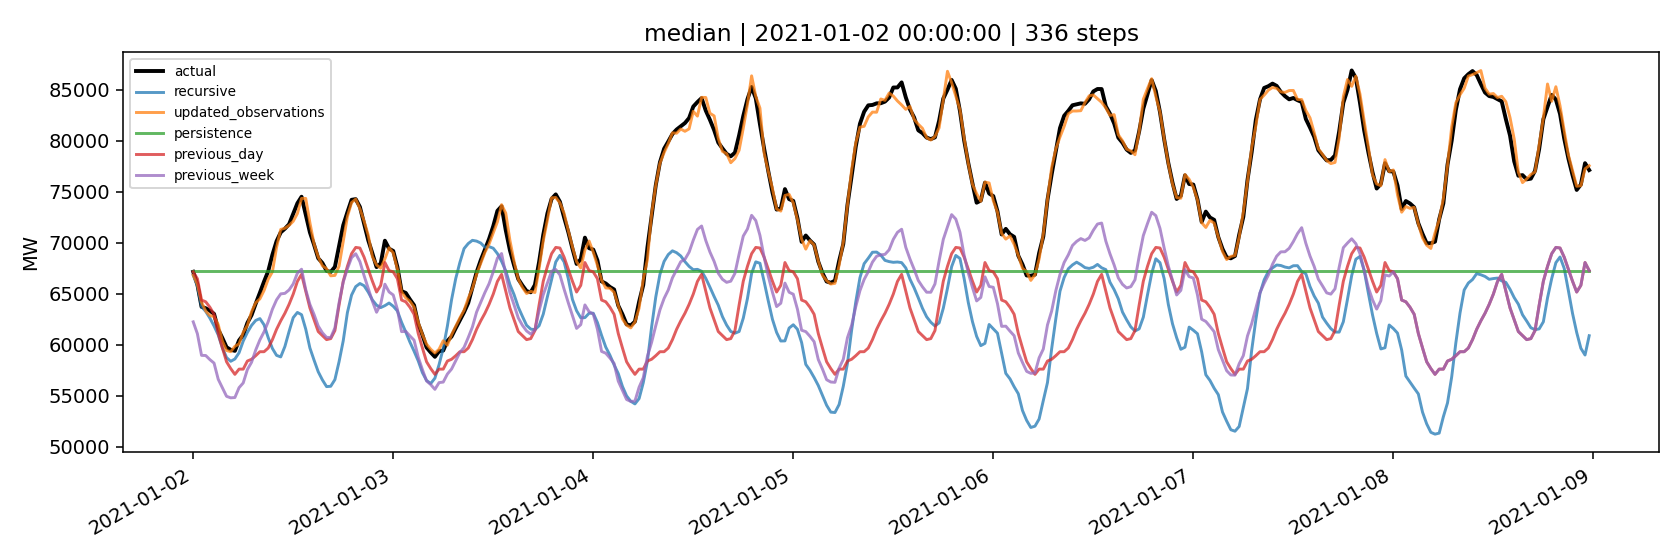 median | 2021-01-02 00:00:00 | 336 steps
actual
recursive
updated_observations
persistence
previous_day
previous_week
MW
85000
80000
75000
70000
65000
60000
55000
50000
2021-01-02
2021-01-03
2021-01-04
2021-01-05
2021-01-06
2021-01-07
2021-01-08
2021-01-09